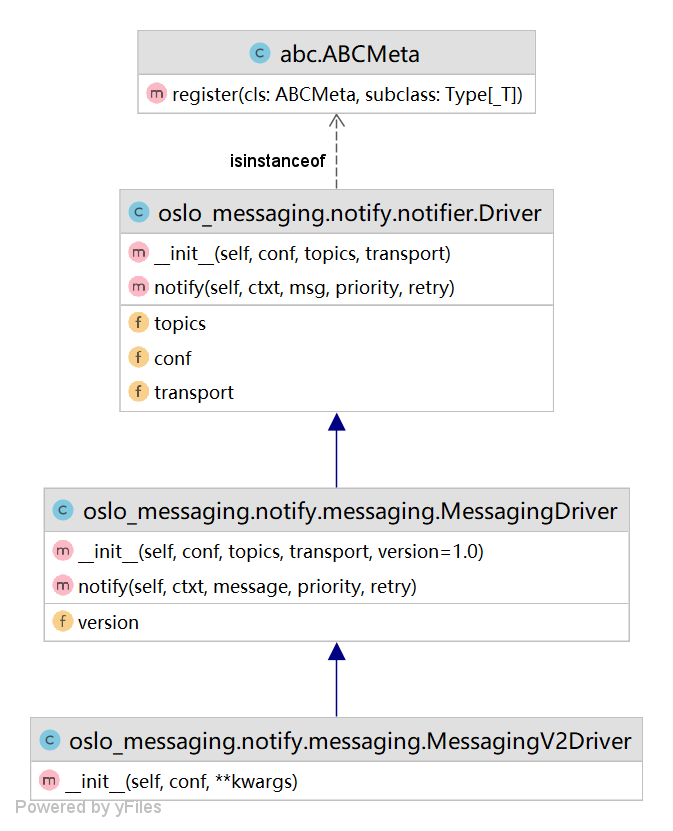 C abc.ABCMeta
m register(cls: ABCMeta, subclass: Type[_T])
isinstanceof
C oslo_messaging.notify.notifier.Driver
m __init__(self, conf, topics, transport)
m notify(self, ctxt, msg, priority, retry)
f topics
f conf
f transport
C oslo_messaging.notify.messaging.MessagingDriver
m __init__(self, conf, topics, transport, version=1.0)
m notify(self, ctxt, message, priority, retry)
f version
C oslo_messaging.notify.messaging.MessagingV2Driver
m __init__(self, conf, **kwargs)
Powered by yFiles